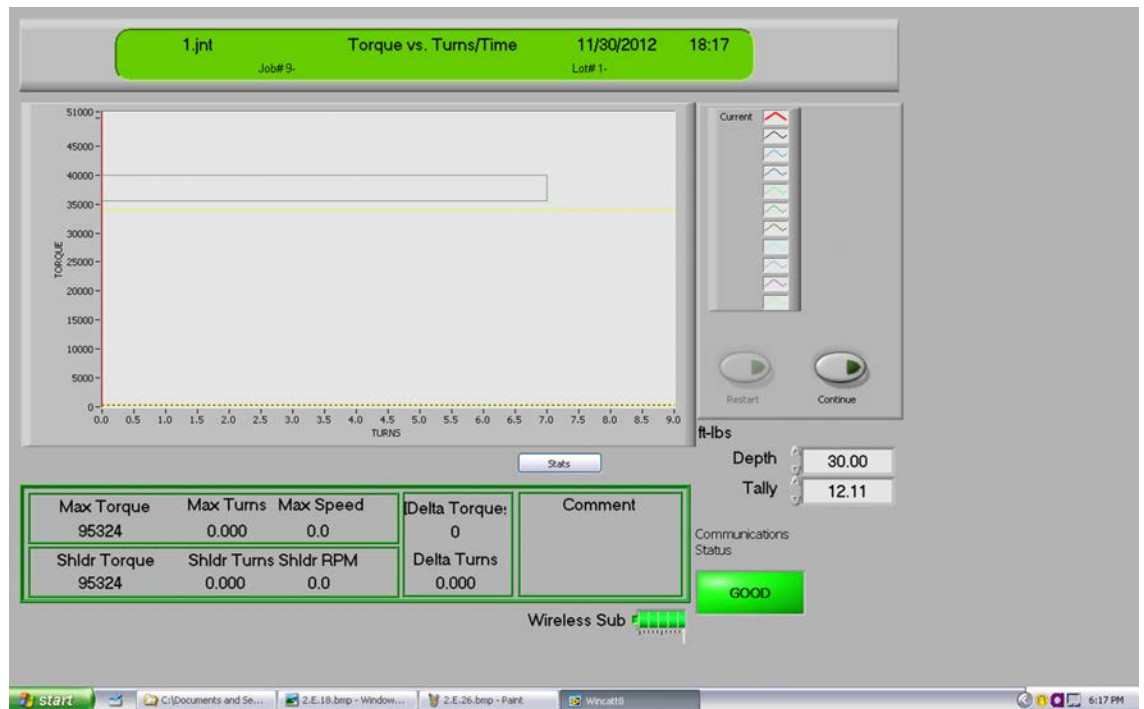 1.jnt Torque vs. Turns/Time 11/30/2012 18:17
Job# 9- Lot# 1-
51000
45000
40000
35000
30000
25000
20000
15000
10000
5000
0
TORQUE
0.0 0.5 1.0 1.5 2.0 2.5 3.0 3.5 4.0 4.5 5.0 5.5 6.0 6.5 7.0 7.5 8.0 8.5 9.0
TURNS
Current
Restart Continue
ft-lbs
Depth 30.00
Tally 12.11
Stats
Max Torque Max Turns Max Speed
95324 0.000 0.0
Shldr Torque Shldr Turns Shldr RPM
95324 0.000 0.0
Delta Torque:
0
Delta Turns
0.000
Comment
Communications
Status
GOOD
Wireless Sub
start C:\Documents and Se... 2.E.18.bmp - Window... 2.E.26.bmp - Paint Wincatt8 6:17 PM